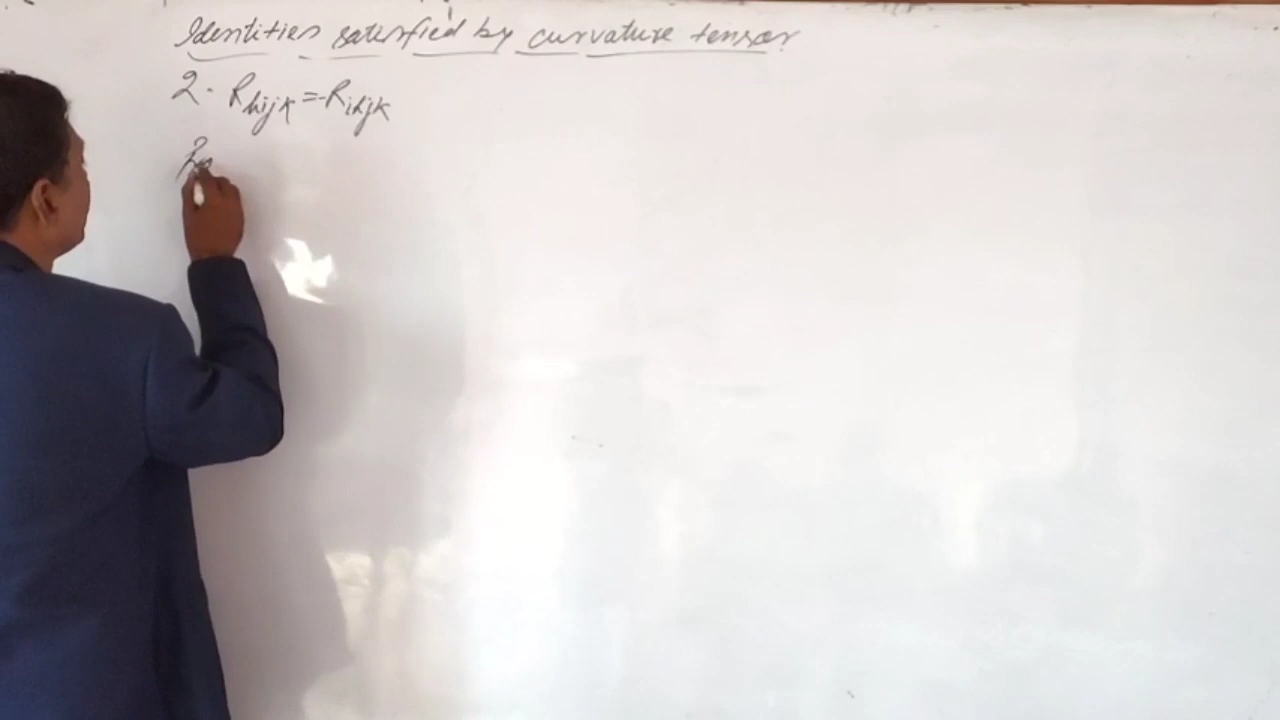 Identities satisfied by curvature tensor
2. Rhijk = -Rihjk